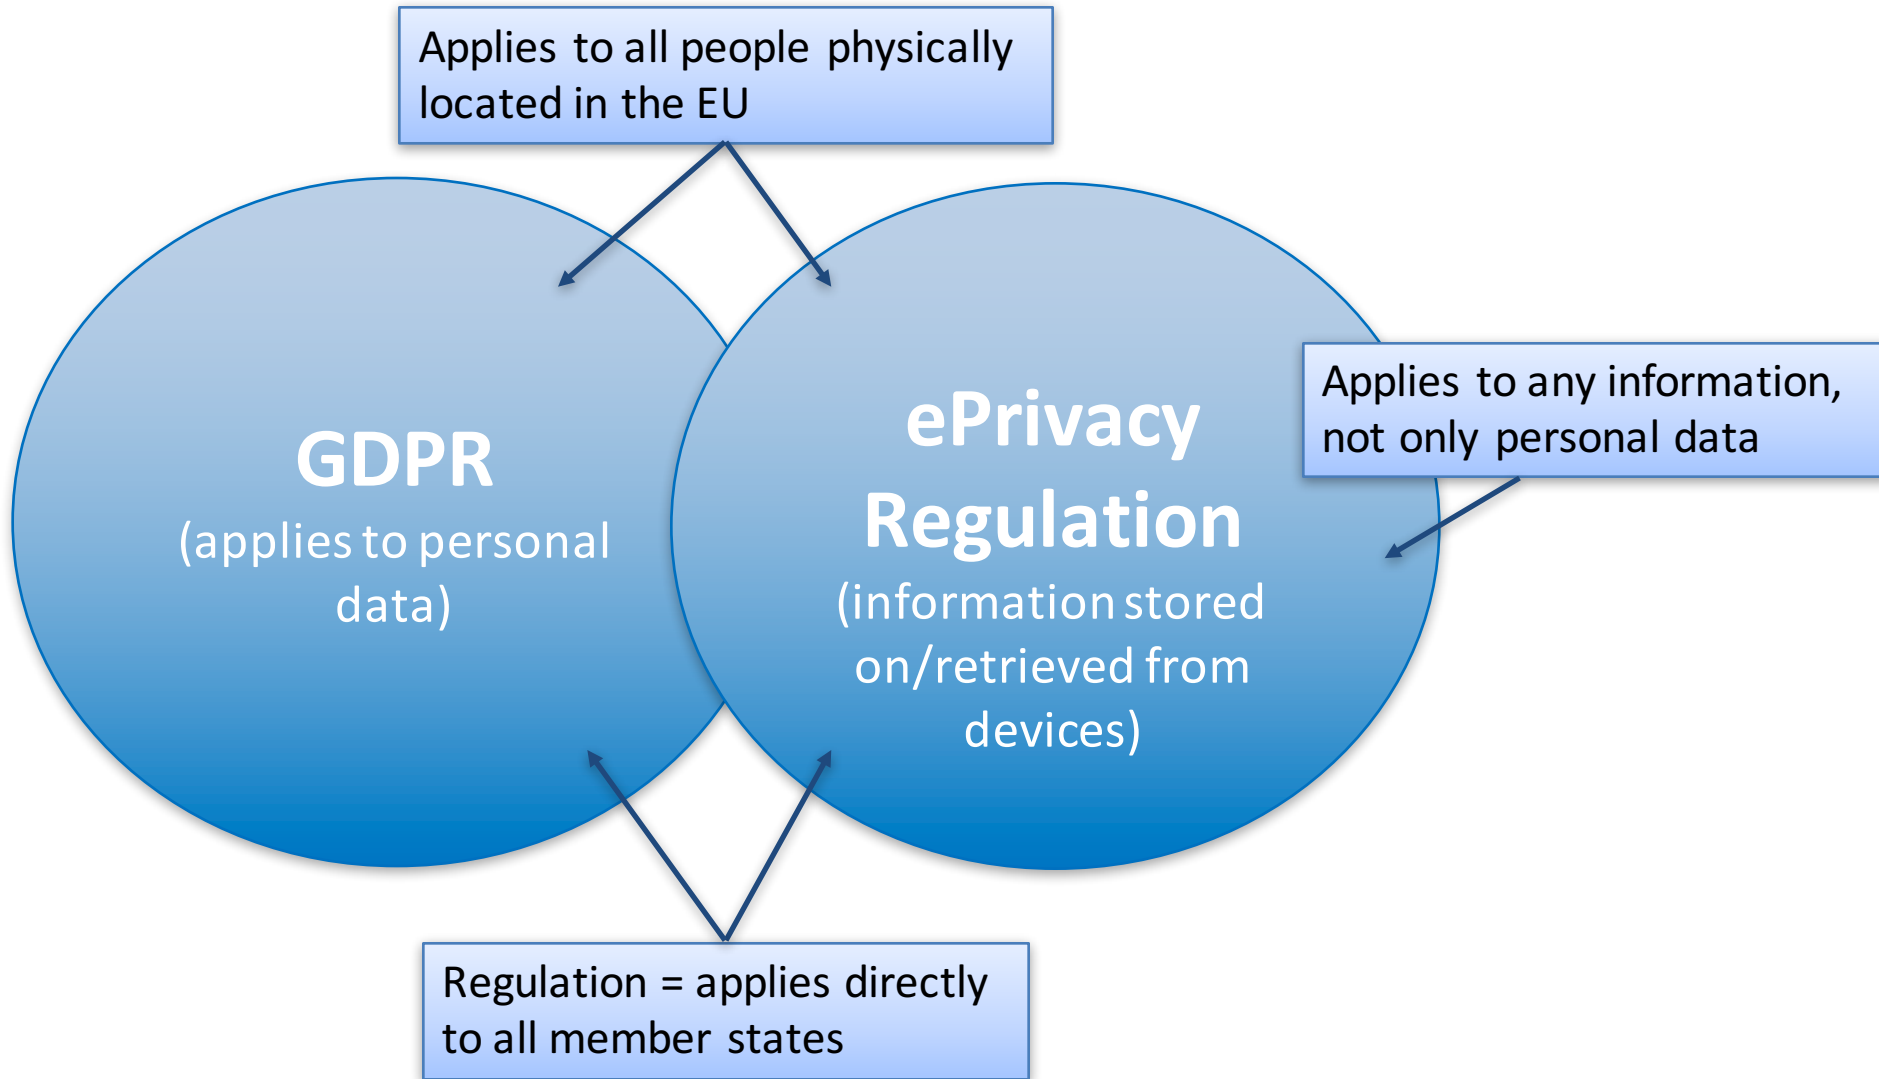 Applies to all people physically
located in the EU
GDPR
(applies to personal
data)
ePrivacy
Regulation
(information stored
on/retrieved from
devices)
Applies to any information,
not only personal data
Regulation = applies directly
to all member states